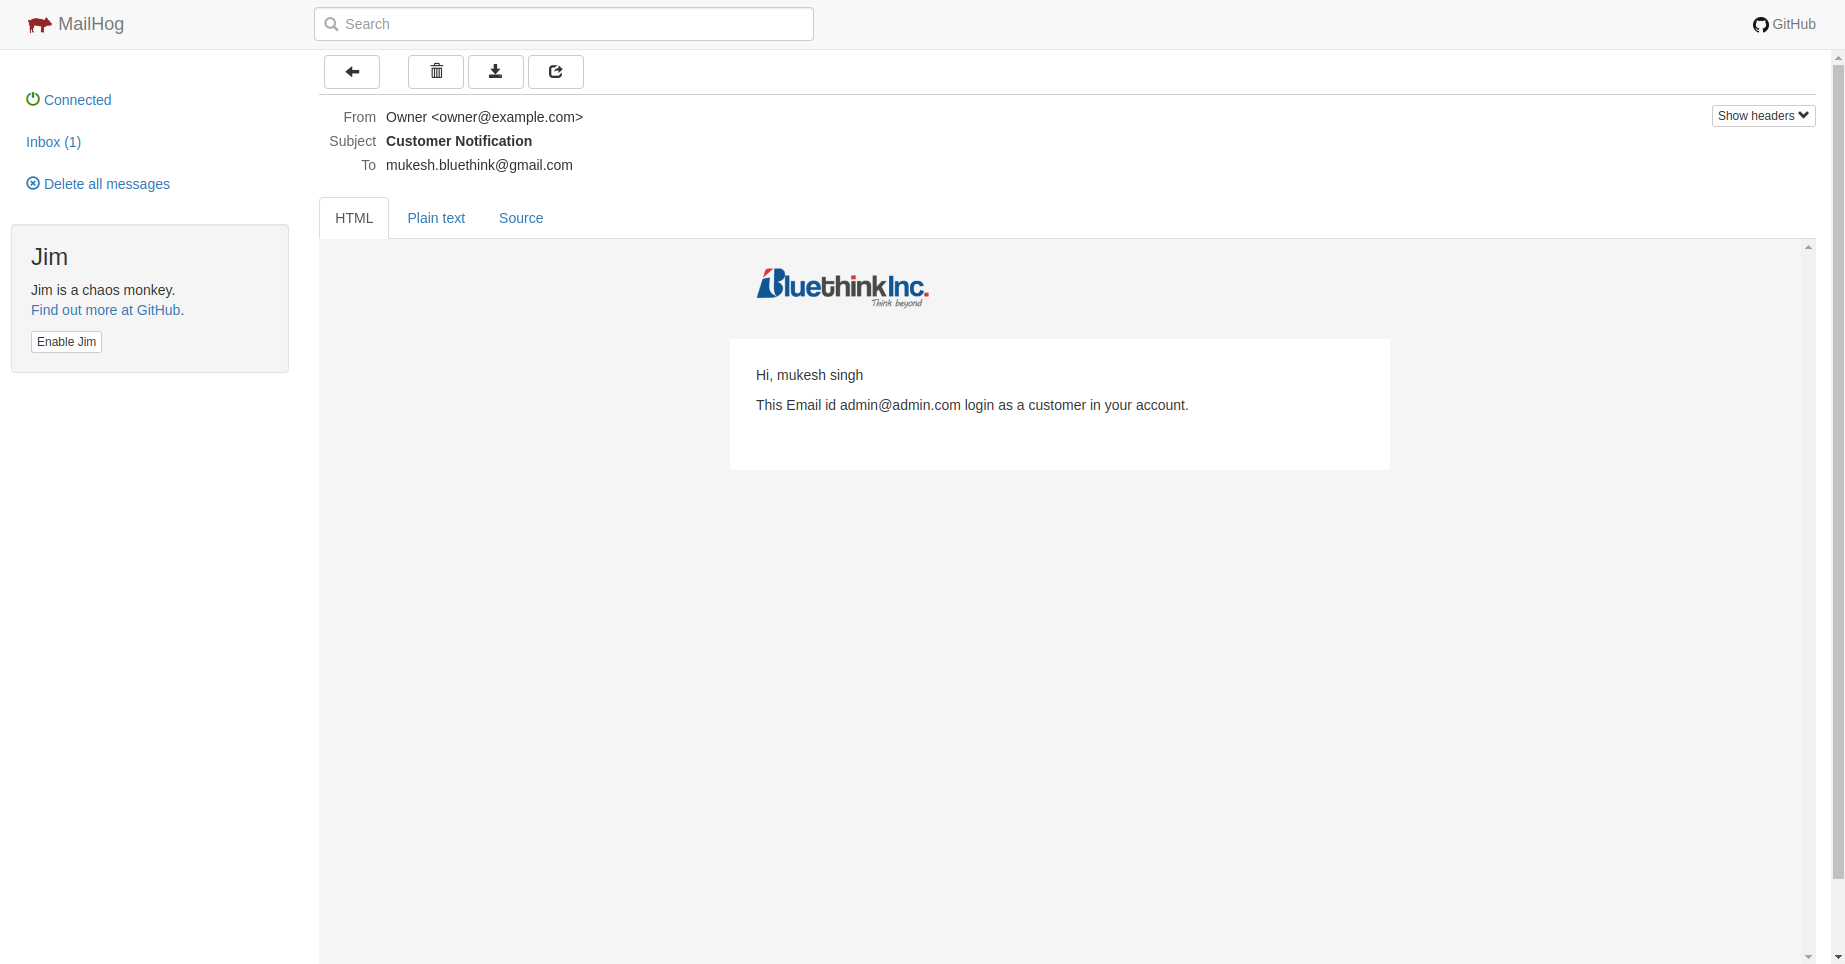 MailHog
Search
GitHub
Connected
Inbox (1)
Delete all messages
Jim
Jim is a chaos monkey.
Find out more at GitHub.
Enable Jim
From Owner <owner@example.com>
Show headers
Subject Customer Notification
To mukesh.bluethink@gmail.com
HTML Plain text Source
BluethinkInc.
Think beyond
Hi, mukesh singh
This Email id admin@admin.com login as a customer in your account.